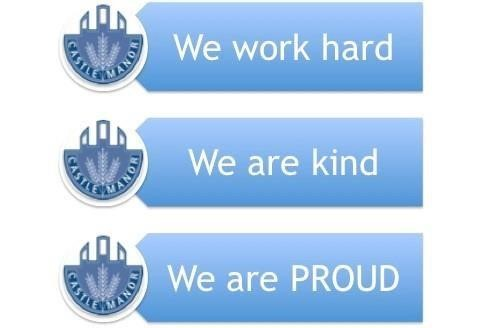 CASTLE MANOR
We work hard
CASTLE MANOR
We are kind
CASTLE MANOR
We are PROUD